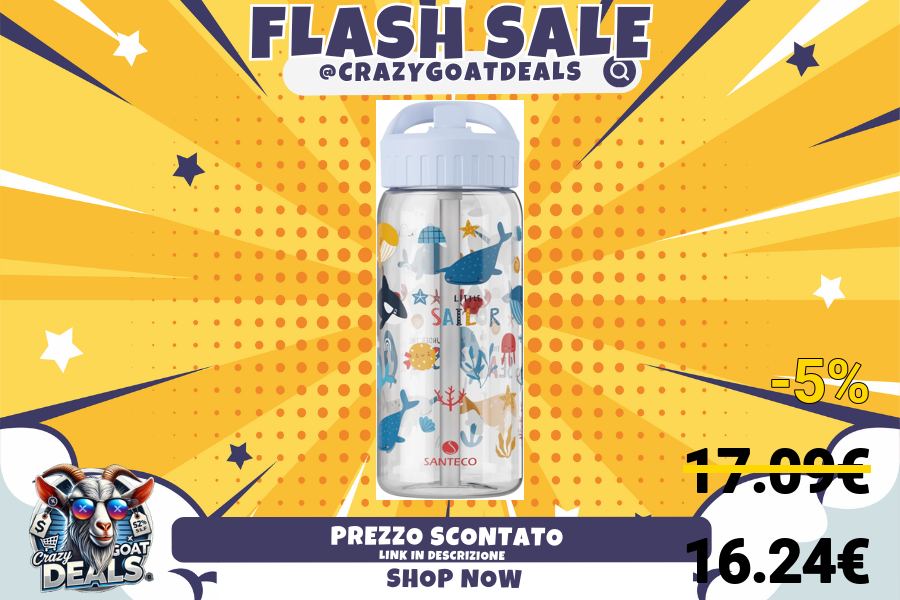 FLASH SALE
@CRAZYGOATDEALS
LITTLE
SAILOR
SANTECO
-5%
17.09€
PREZZO SCONTATO
LINK IN DESCRIZIONE
SHOP NOW
16.24€
$
52%
Crazy
GOAT
DEALS